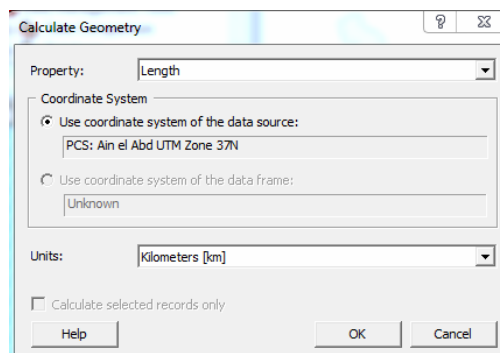 Calculate Geometry
Property: Length
Coordinate System
Use coordinate system of the data source:
PCS: Ain el Abd UTM Zone 37N
Use coordinate system of the data frame:
Unknown
Units: Kilometers [km]
Calculate selected records only
Help OK Cancel